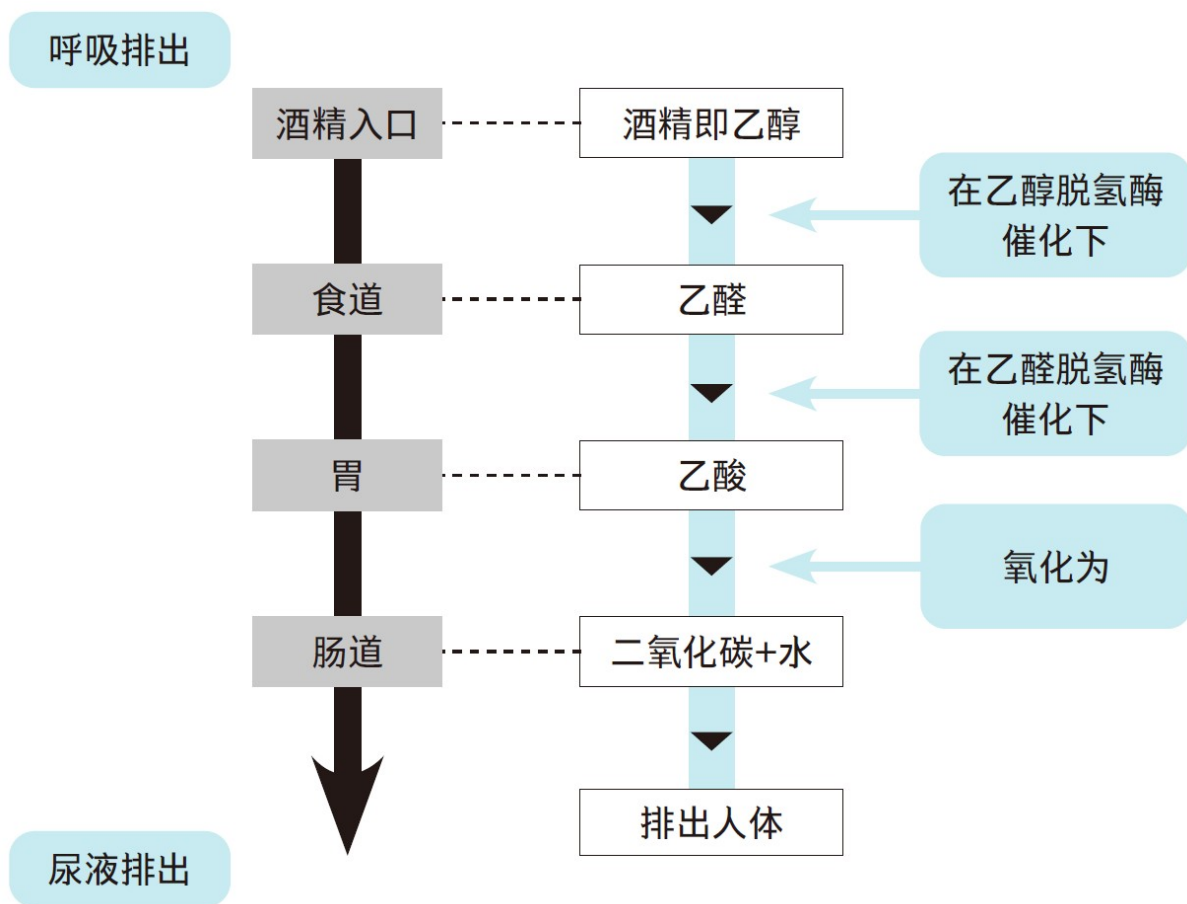 呼吸排出
酒精入口
酒精即乙醇
在乙醇脱氢酶
催化下
食道
乙醛
在乙醛脱氢酶
催化下
胃
乙酸
氧化为
肠道
二氧化碳+水
排出人体
尿液排出